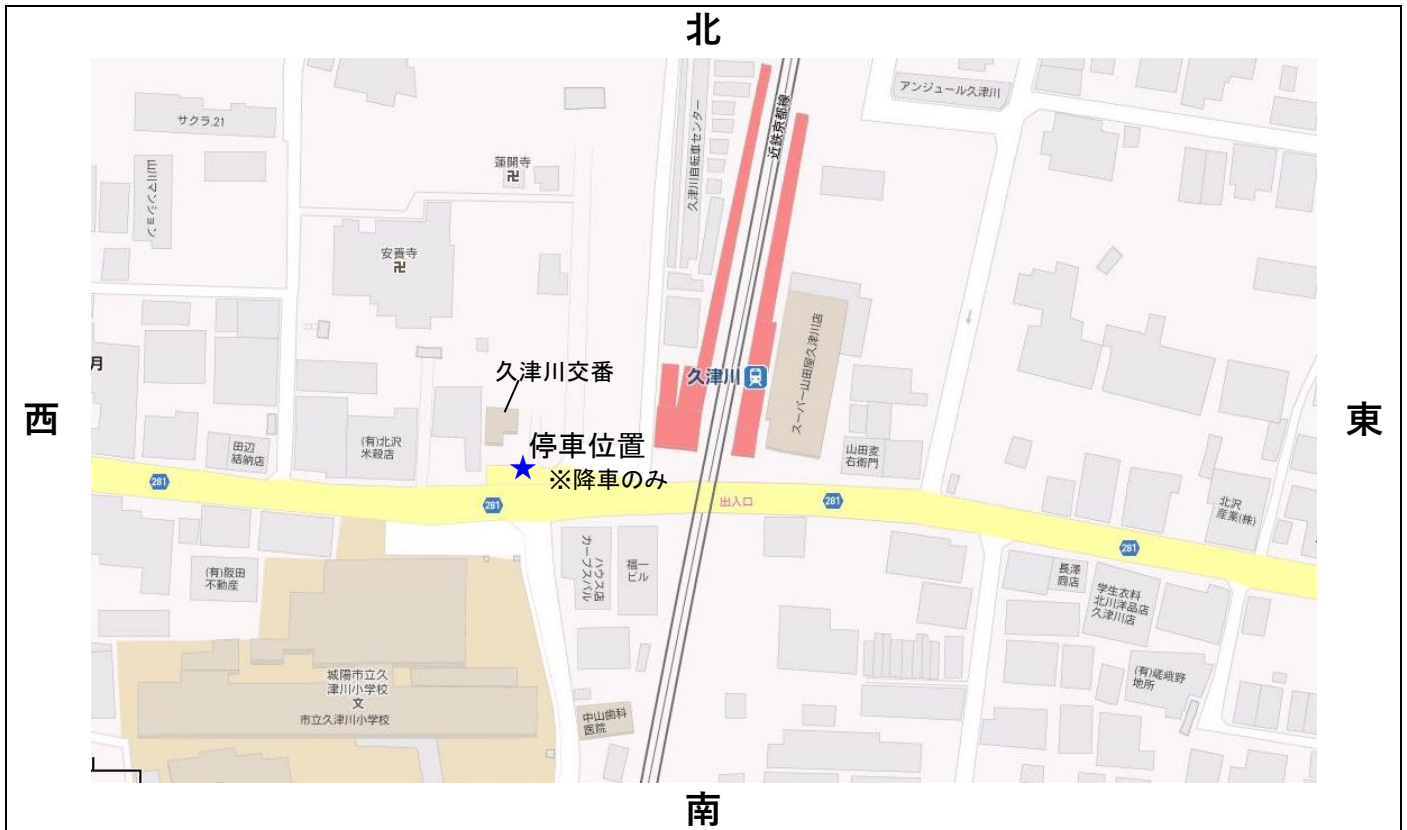 北
アンジュール久津川
近鉄京都線
久津川自転車センター
サクラ.21
蓮開寺
卍
山川マンション
安養寺
卍
スーパー山田屋久津川店
月
久津川交番
久津川
西
東
田辺
結納店
(有)北沢
米穀店
停車位置
※降車のみ
山田麦
右衛門
281
281
出入口
281
北沢
産業(株)
281
(有)阪田
不動産
ハウス店
カーブスパル
福一
ビル
長澤
商店
学生衣料
北川洋品店
久津川店
城陽市立久
津川小学校
文
市立久津川小学校
(有)嵯峨野
地所
中山歯科
医院
南